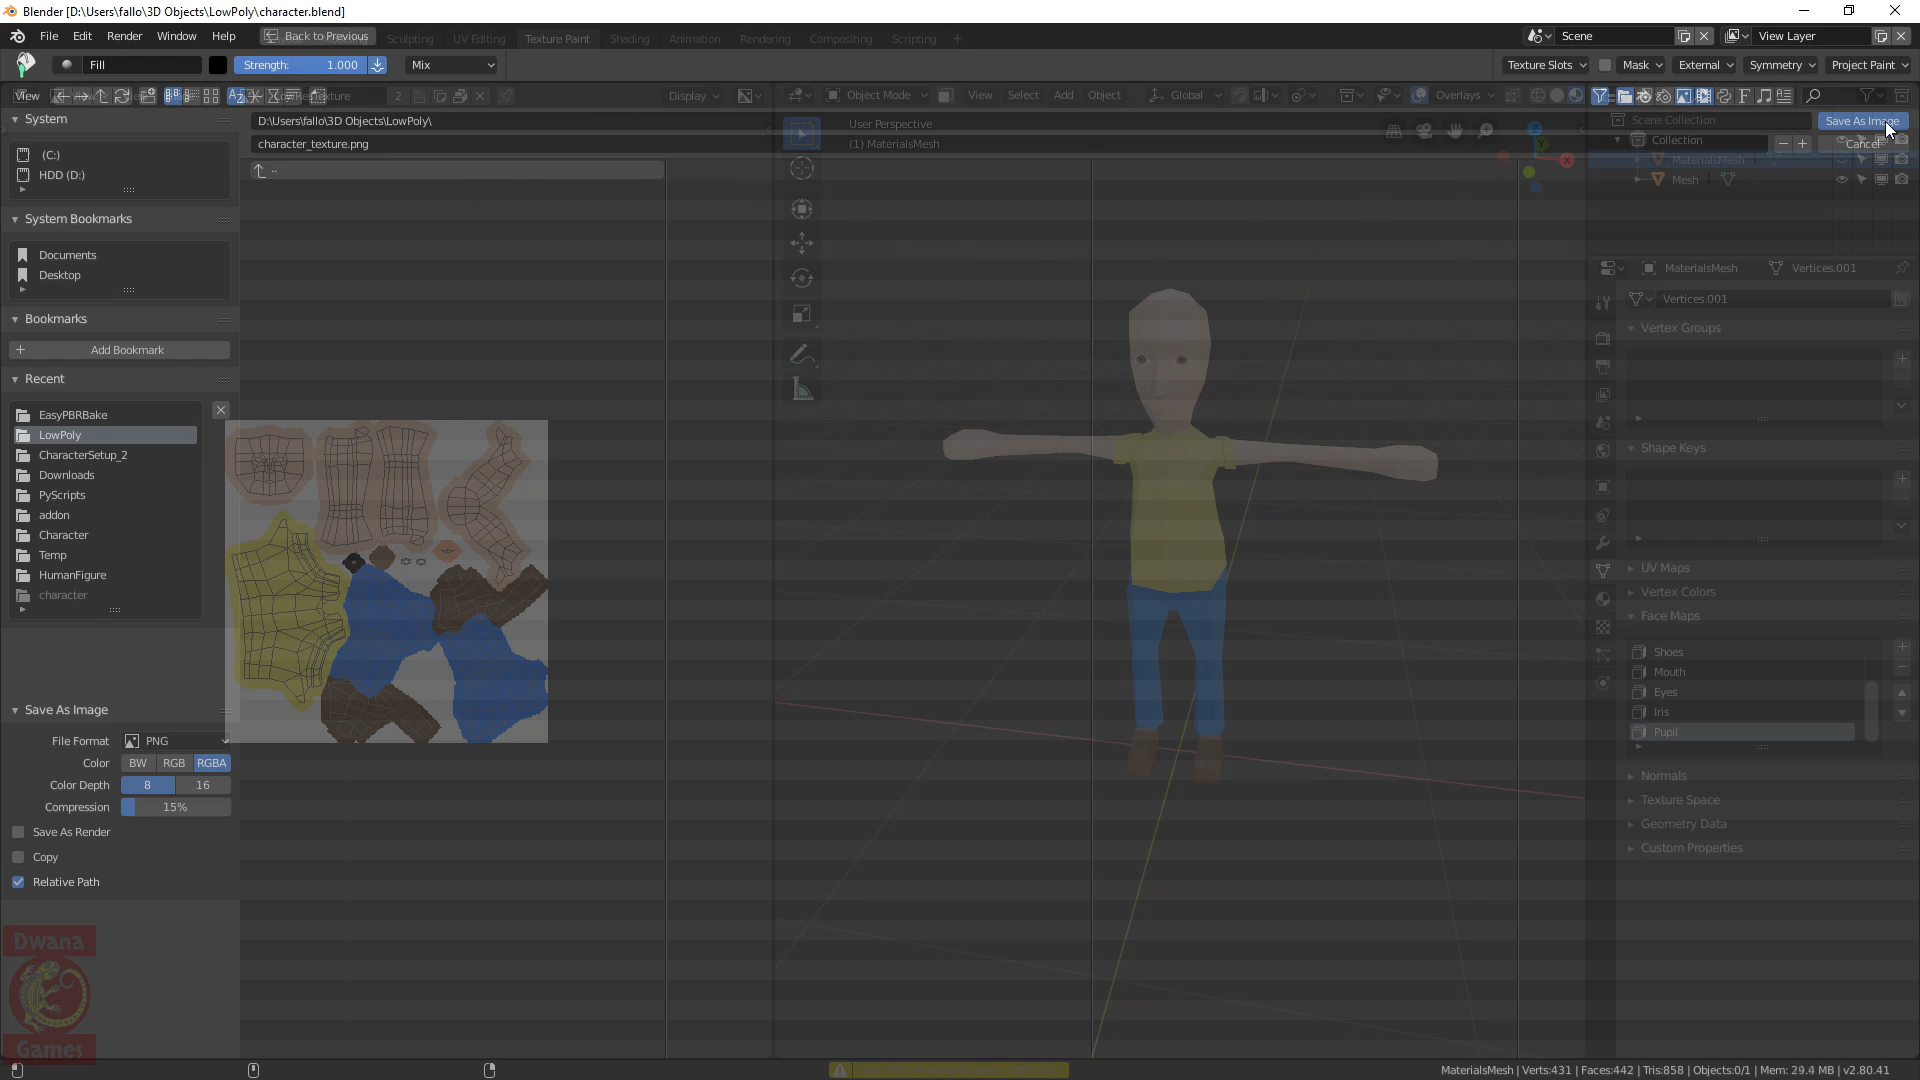 Blender [D:\Users\fallo\3D Objects\LowPoly\character.blend]
File Edit Render Window Help Back to Previous Sculpting UV Editing Texture Paint Shading Animation Rendering Compositing Scripting Scene View Layer
Fill Strength: 1.000 Mix Texture Slots Mask External Symmetry Project Paint
View Display Object Mode View Select Add Object Global Overlays
System
(C:)
HDD (D:)
System Bookmarks
Documents
Desktop
Bookmarks
Add Bookmark
Recent
EasyPBRBake
LowPoly
CharacterSetup_2
Downloads
PyScripts
addon
Character
Temp
HumanFigure
character
Save As Image
File Format PNG
Color BW RGB RGBA
Color Depth 8 16
Compression 15%
Save As Render
Copy
Relative Path
Dwana
Games
D:\Users\fallo\3D Objects\LowPoly\
character_texture.png
..
User Perspective
(1) MaterialsMesh
Scene Collection
Save As Image
Collection
Cancel
MaterialsMesh
Mesh
MaterialsMesh Vertices.001
Vertices.001
Vertex Groups
Shape Keys
UV Maps
Vertex Colors
Face Maps
Shoes
Mouth
Eyes
Iris
Pupil
Normals
Texture Space
Geometry Data
Custom Properties
MaterialsMesh | Verts:431 | Faces:442 | Tris:858 | Objects:0/1 | Mem: 29.4 MB | v2.80.41